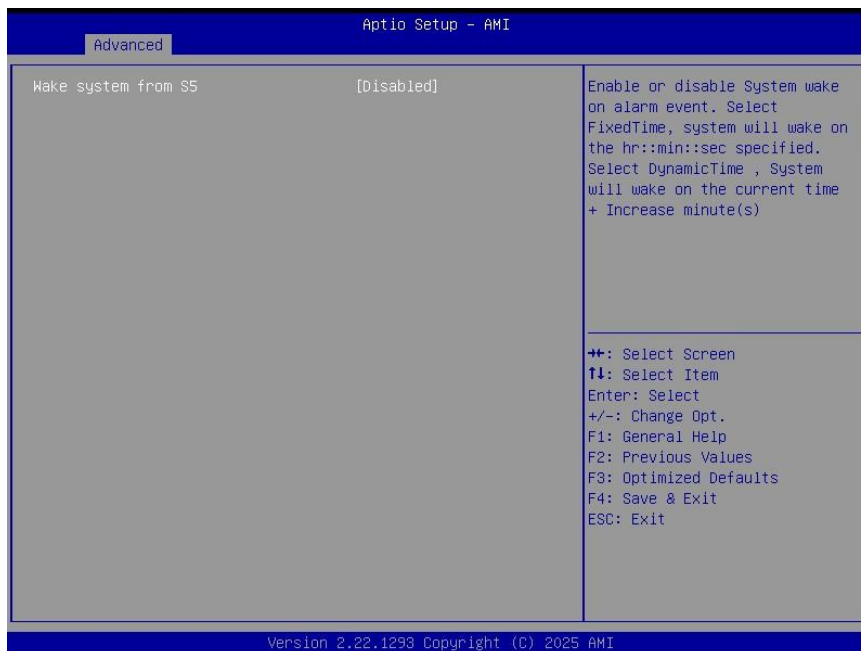 Aptio Setup - AMI
Advanced
Wake system from S5 [Disabled]
Enable or disable System wake
on alarm event. Select
FixedTime, system will wake on
the hr::min::sec specified.
Select DynamicTime , System
will wake on the current time
+ Increase minute(s)
→←: Select Screen
↑↓: Select Item
Enter: Select
+/-: Change Opt.
F1: General Help
F2: Previous Values
F3: Optimized Defaults
F4: Save & Exit
ESC: Exit
Version 2.22.1293 Copyright (C) 2025 AMI